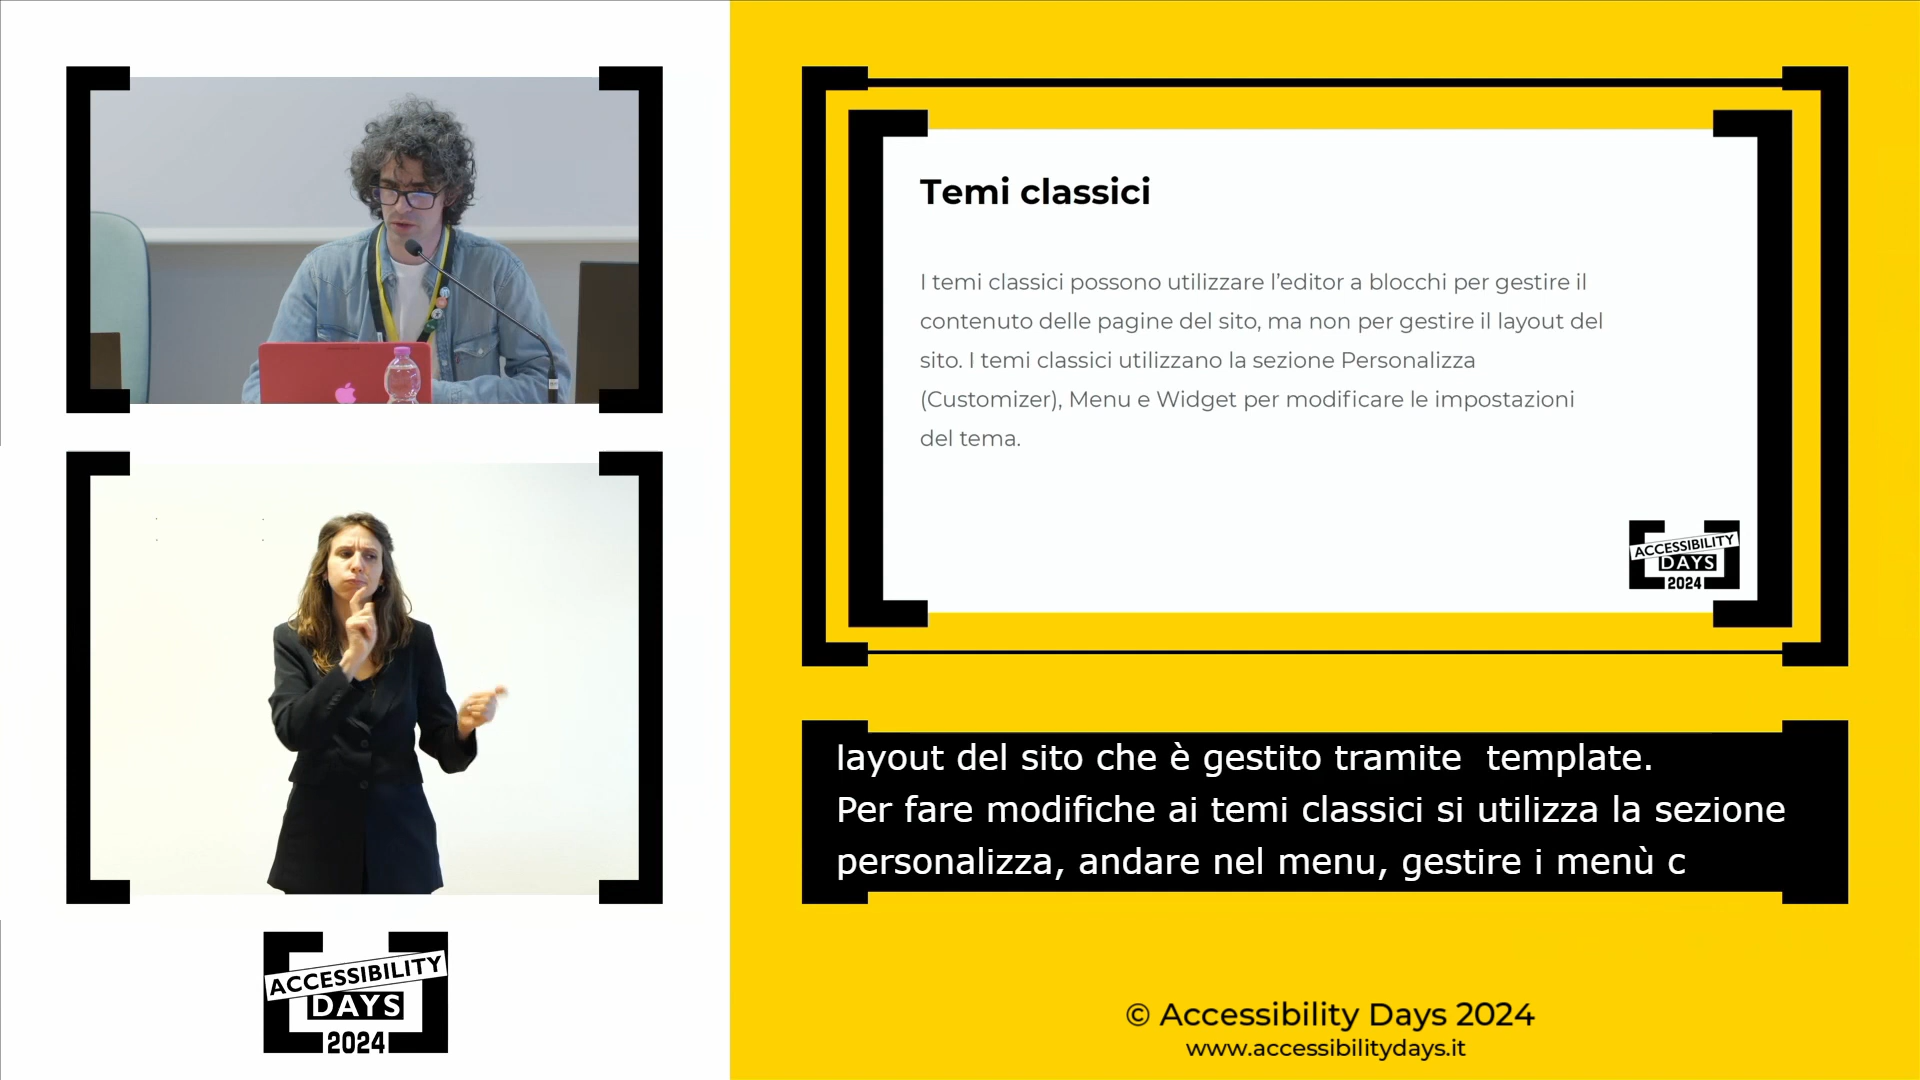 Temi classici
I temi classici possono utilizzare l’editor a blocchi per gestire il
contenuto delle pagine del sito, ma non per gestire il layout del
sito. I temi classici utilizzano la sezione Personalizza
(Customizer), Menu e Widget per modificare le impostazioni
del tema.
ACCESSIBILITY
DAYS
2024
layout del sito che è gestito tramite  template.
Per fare modifiche ai temi classici si utilizza la sezione
personalizza, andare nel menu, gestire i menù c
ACCESSIBILITY
DAYS
2024
© Accessibility Days 2024
www.accessibilitydays.it